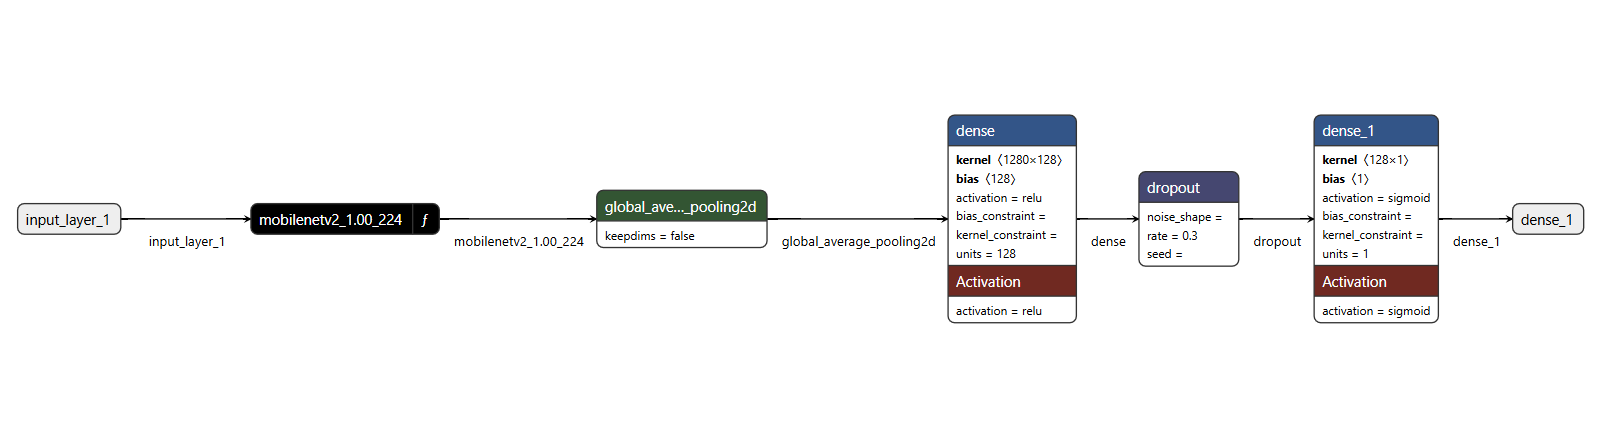 input_layer_1
input_layer_1
mobilenetv2_1.00_224 ƒ
mobilenetv2_1.00_224
global_ave..._pooling2d
keepdims = false
global_average_pooling2d
dense
kernel 〈1280×128〉
bias 〈128〉
activation = relu
bias_constraint =
kernel_constraint =
units = 128
Activation
activation = relu
dense
dropout
noise_shape =
rate = 0.3
seed =
dropout
dense_1
kernel 〈128×1〉
bias 〈1〉
activation = sigmoid
bias_constraint =
kernel_constraint =
units = 1
Activation
activation = sigmoid
dense_1
dense_1